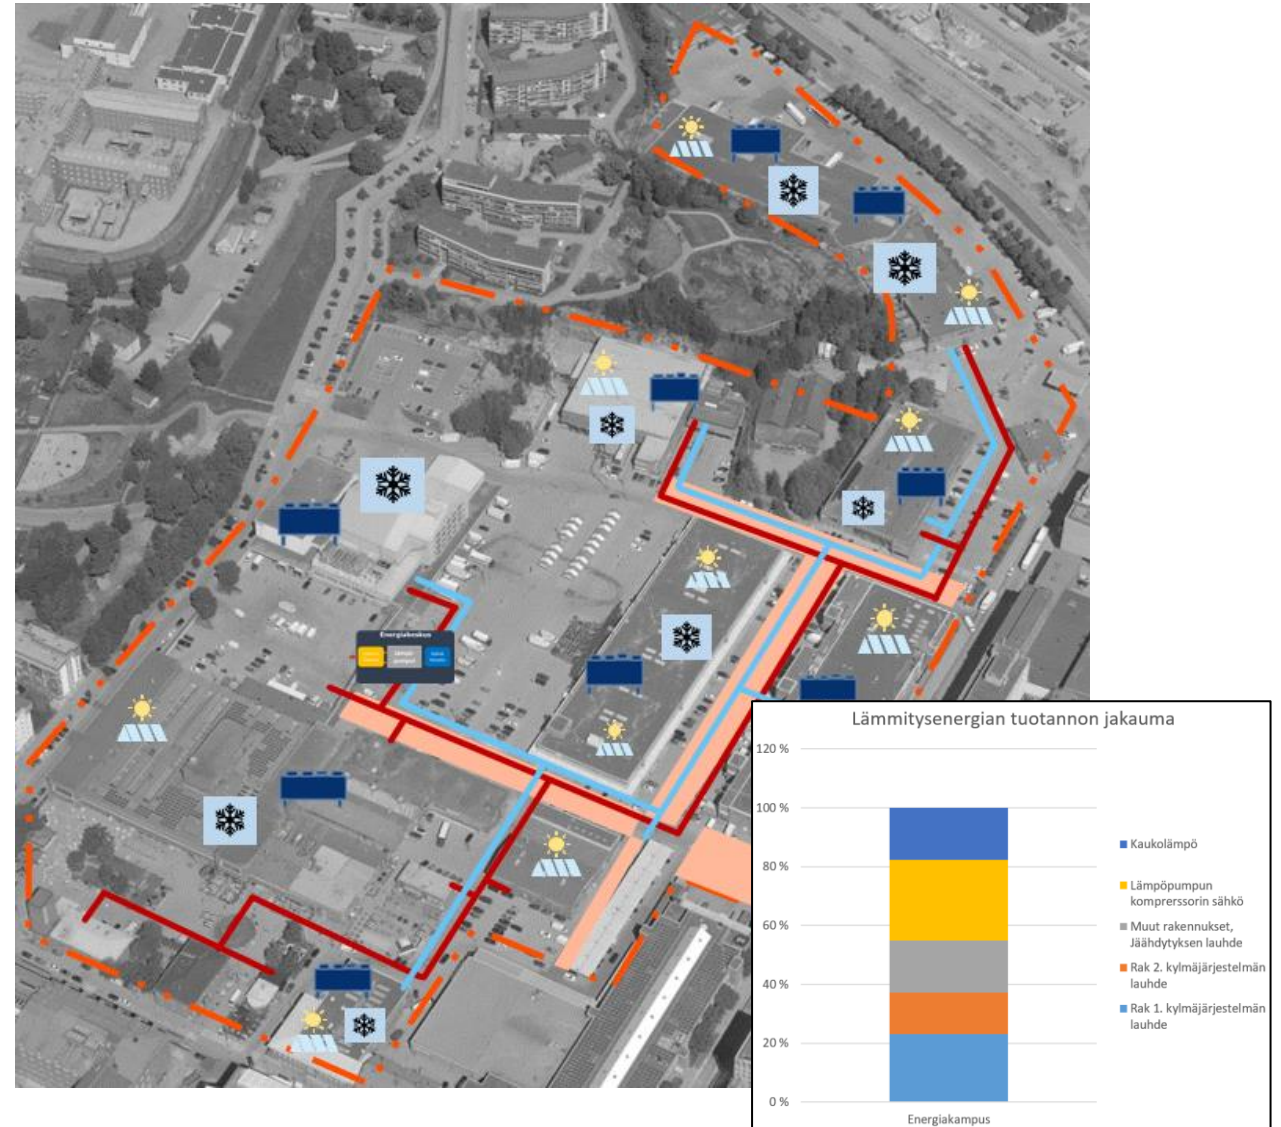 Energiakeskus
Lämmitysenergian tuotannon jakauma
120 %
100 %
80 %
60 %
40 %
20 %
0 %
Energiakampus
Kaukolämpö
Lämpöpumpun
komprerssorin sähkö
Muut rakennukset,
Jäähdytyksen lauhde
Rak 2. kylmäjärjestelmän
lauhde
Rak 1. kylmäjärjestelmän
lauhde